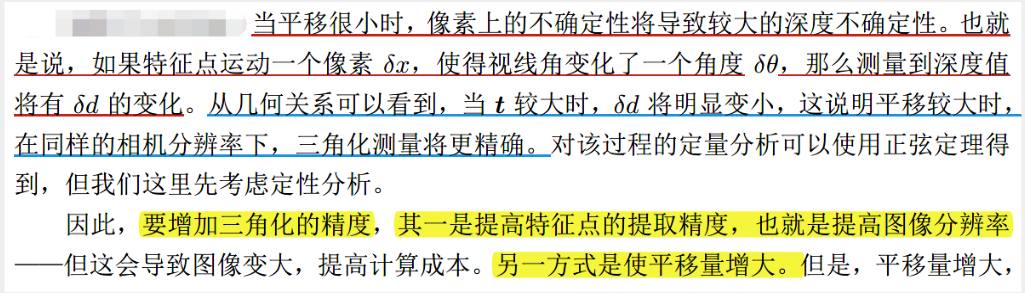 当平移很小时，像素上的不确定性将导致较大的深度不确定性。也就
是说，如果特征点运动一个像素 δx，使得视线角变化了一个角度 δθ，那么测量到深度值
将有 δd 的变化。从几何关系可以看到，当 t 较大时，δd 将明显变小，这说明平移较大时，
在同样的相机分辨率下，三角化测量将更精确。对该过程的定量分析可以使用正弦定理得
到，但我们这里先考虑定性分析。
因此，要增加三角化的精度，其一是提高特征点的提取精度，也就是提高图像分辨率
——但这会导致图像变大，提高计算成本。另一方式是使平移量增大。但是，平移量增大，